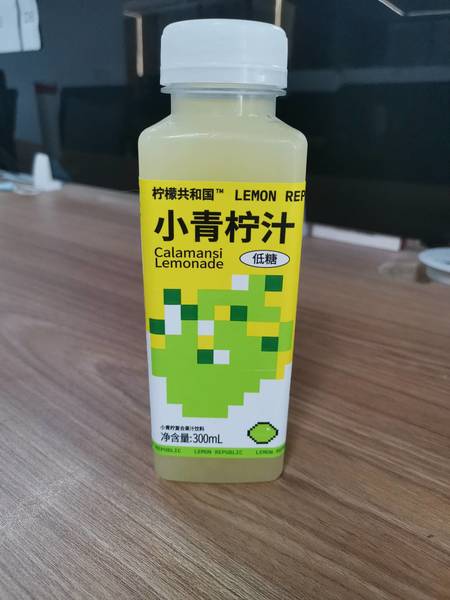 柠檬共和国™ LEMON REP
小青柠汁
Calamansi
Lemonade
低糖
小青柠复合果汁饮料
净含量:300mL
REPUBLIC LEMON REPUBLIC LEMON RE